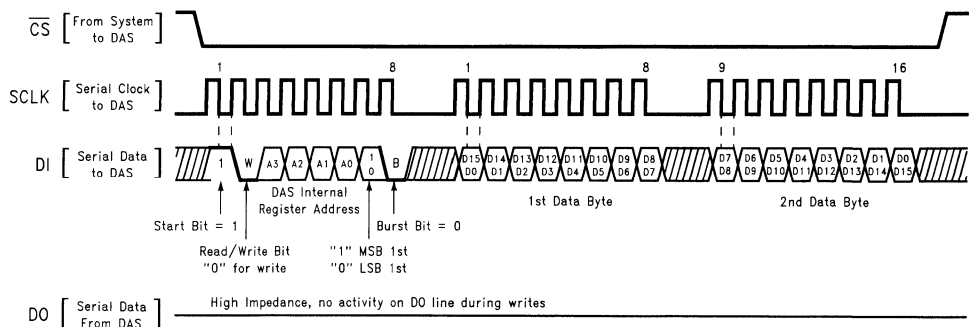 CS [ From System to DAS ]
1 8 1 8 9 16
SCLK [ Serial Clock to DAS ]
DI [ Serial Data to DAS ]
1 W A3 A2 A1 A0 1 B D15 D14 D13 D12 D11 D10 D9 D8 D7 D6 D5 D4 D3 D2 D1 D0
0 D0 D1 D2 D3 D4 D5 D6 D7 D8 D9 D10 D11 D12 D13 D14 D15
DAS Internal
Register Address
1st Data Byte
2nd Data Byte
Start Bit = 1
Burst Bit = 0
Read/Write Bit
"0" for write
"1" MSB 1st
"0" LSB 1st
DO [ Serial Data From DAS ]
High Impedance, no activity on DO line during writes